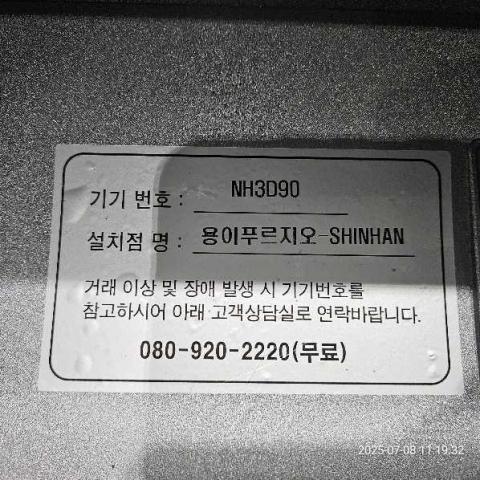 기기 번호 : NH3D90
설치점 명 : 용이푸르지오-SHINHAN
거래 이상 및 장애 발생 시 기기번호를
참고하시어 아래 고객상담실로 연락바랍니다.
080-920-2220(무료)
2025-07-08 11:19:32